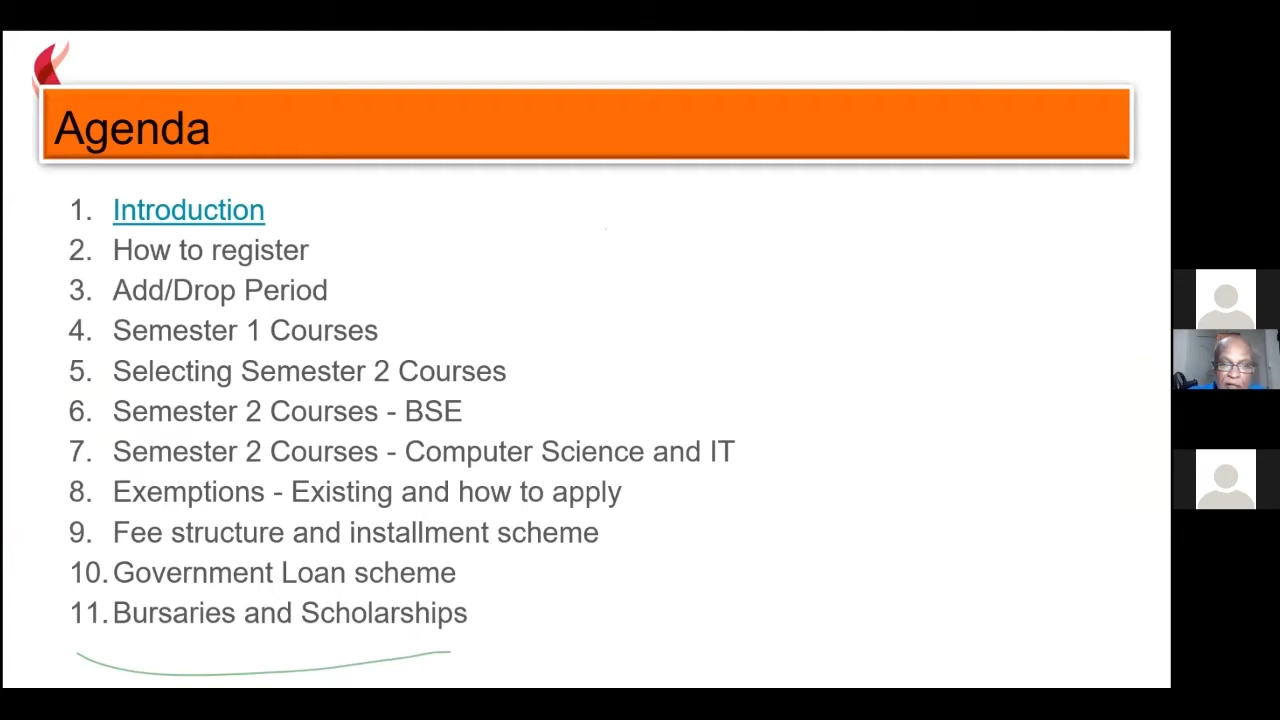 Agenda
1. Introduction
2. How to register
3. Add/Drop Period
4. Semester 1 Courses
5. Selecting Semester 2 Courses
6. Semester 2 Courses - BSE
7. Semester 2 Courses - Computer Science and IT
8. Exemptions - Existing and how to apply
9. Fee structure and installment scheme
10. Government Loan scheme
11. Bursaries and Scholarships